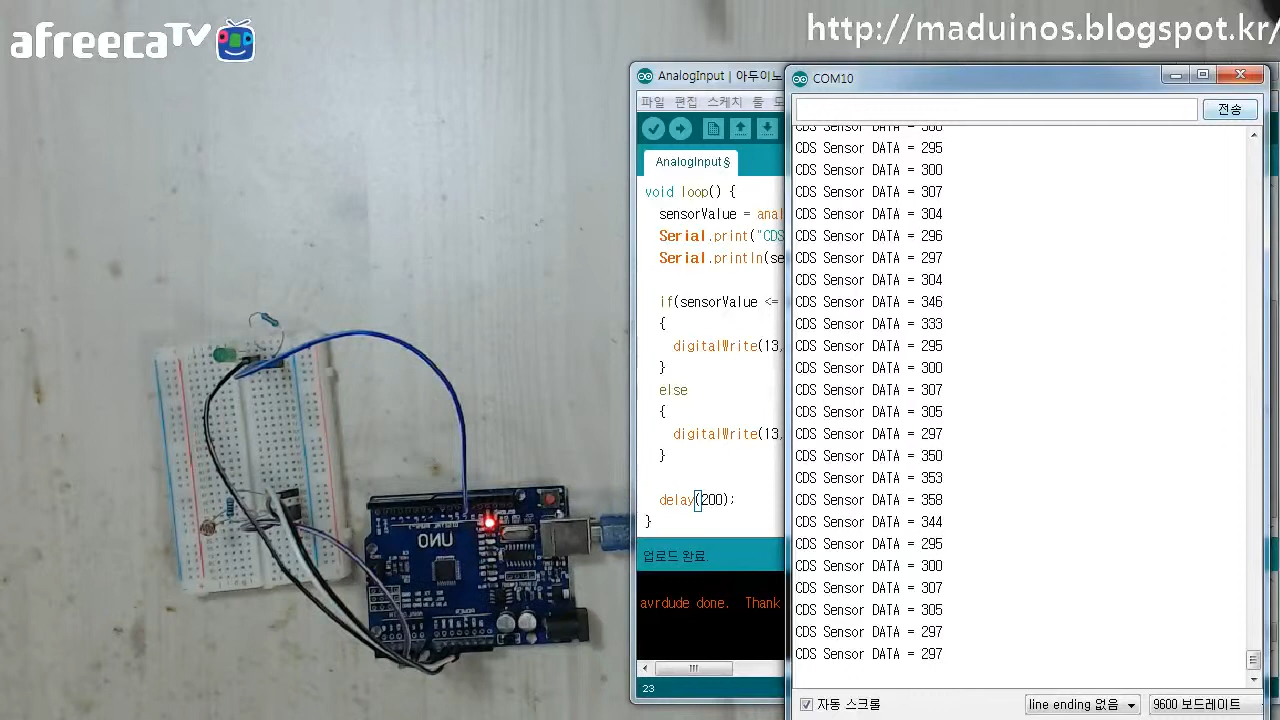 afreecaTV
http://maduinos.blogspot.kr/
AnalogInput | 아두이노
파일 편집 스케치 툴
AnalogInput§
void loop() {
sensorValue = anal
Serial.print("CDS
Serial.println(se
if(sensorValue <=
{
digitalWrite(13,
}
else
{
digitalWrite(13,
}
delay(200);
}
업로드 완료.
avrdude done. Thank
23
COM10
전송
CDS Sensor DATA = 308
CDS Sensor DATA = 295
CDS Sensor DATA = 300
CDS Sensor DATA = 307
CDS Sensor DATA = 304
CDS Sensor DATA = 296
CDS Sensor DATA = 297
CDS Sensor DATA = 304
CDS Sensor DATA = 346
CDS Sensor DATA = 333
CDS Sensor DATA = 295
CDS Sensor DATA = 300
CDS Sensor DATA = 307
CDS Sensor DATA = 305
CDS Sensor DATA = 297
CDS Sensor DATA = 350
CDS Sensor DATA = 353
CDS Sensor DATA = 358
CDS Sensor DATA = 344
CDS Sensor DATA = 295
CDS Sensor DATA = 300
CDS Sensor DATA = 308
CDS Sensor DATA = 305
CDS Sensor DATA = 297
CDS Sensor DATA = 297
자동 스크롤
line ending 없음
9600 보드레이트
UNO